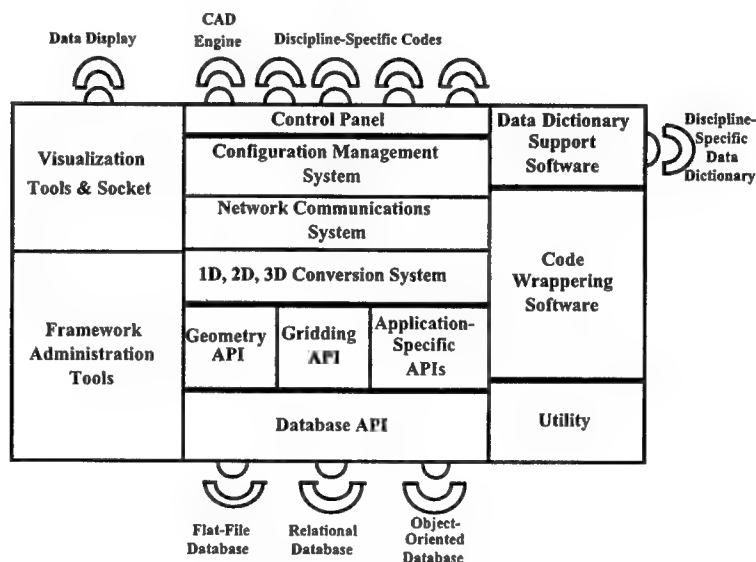 Data Display
CAD
Engine
Discipline-Specific Codes
Visualization
Tools & Socket
Framework
Administration
Tools
Control Panel
Configuration Management
System
Network Communications
System
1D, 2D, 3D Conversion System
Geometry
API
Gridding
API
Application-
Specific
APIs
Database API
Data Dictionary
Support
Software
Code
Wrappering
Software
Utility
Discipline-
Specific
Data
Dictionary
Flat-File
Database
Relational
Database
Object-
Oriented
Database